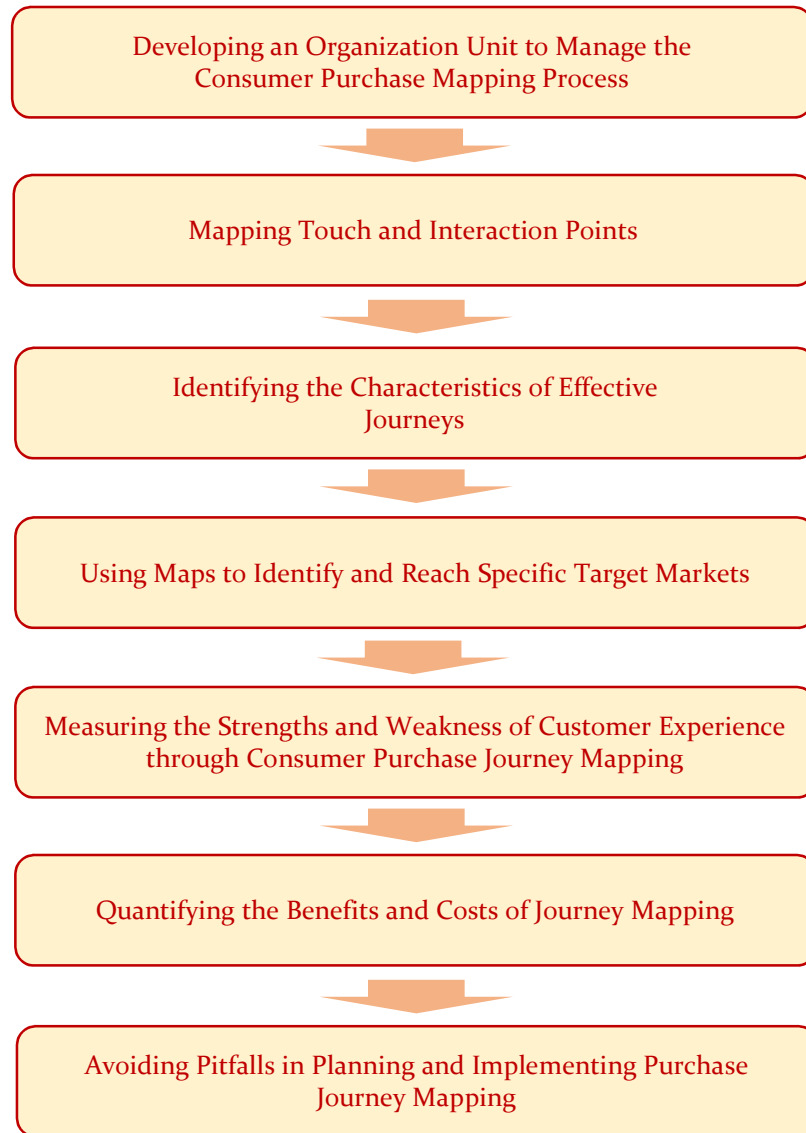 Developing an Organization Unit to Manage the
Consumer Purchase Mapping Process
Mapping Touch and Interaction Points
Identifying the Characteristics of Effective
Journeys
Using Maps to Identify and Reach Specific Target Markets
Measuring the Strengths and Weakness of Customer Experience
through Consumer Purchase Journey Mapping
Quantifying the Benefits and Costs of Journey Mapping
Avoiding Pitfalls in Planning and Implementing Purchase
Journey Mapping